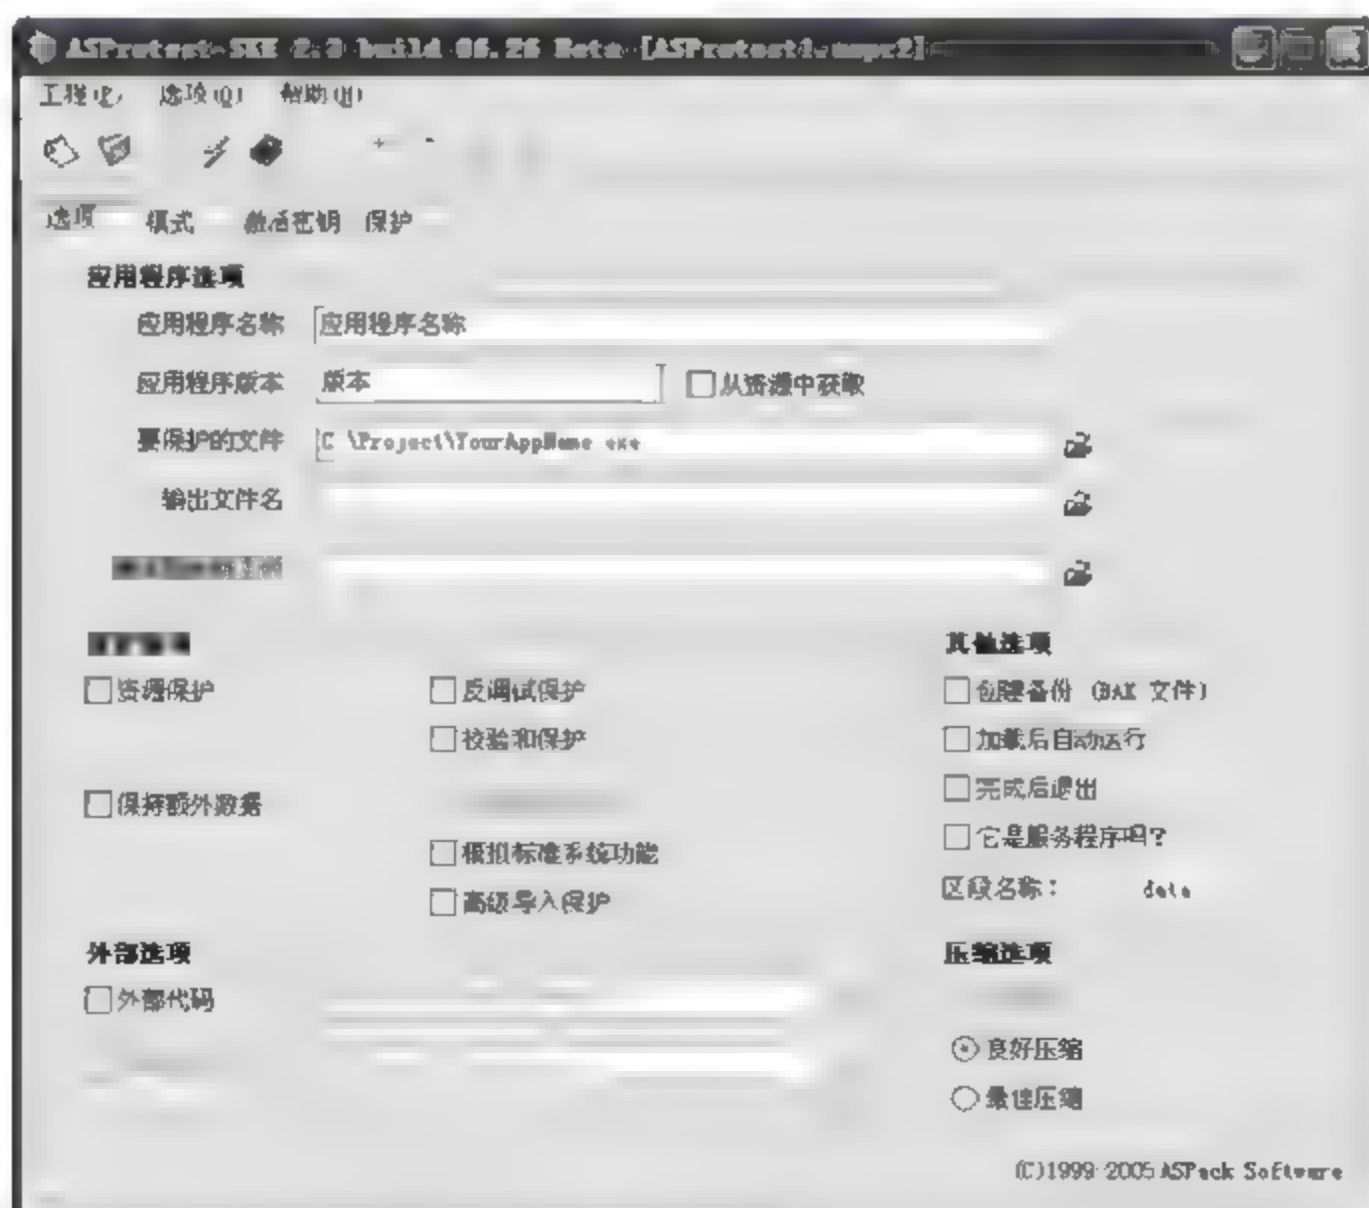 ASProtect SKE 2.3 build 06.26 Beta [ASProtect1.mapr2]
工程(P) 选项(O) 帮助(H)
选项 模式 激活密钥 保护
应用程序选项
应用程序名称 应用程序名称
应用程序版本 版本 从资源中获取
要保护的文件 C \Project\YourAppName exe
输出文件名
其他选项
资源保护 反调试保护 创建备份 (BAK 文件)
校验和保护 加载后自动运行
保持额外数据 完成后退出
模拟标准系统功能 它是服务程序吗?
高级导入保护 区段名称: data
外部选项 压缩选项
外部代码
良好压缩
最佳压缩
(C)1999-2005 ASPack Software